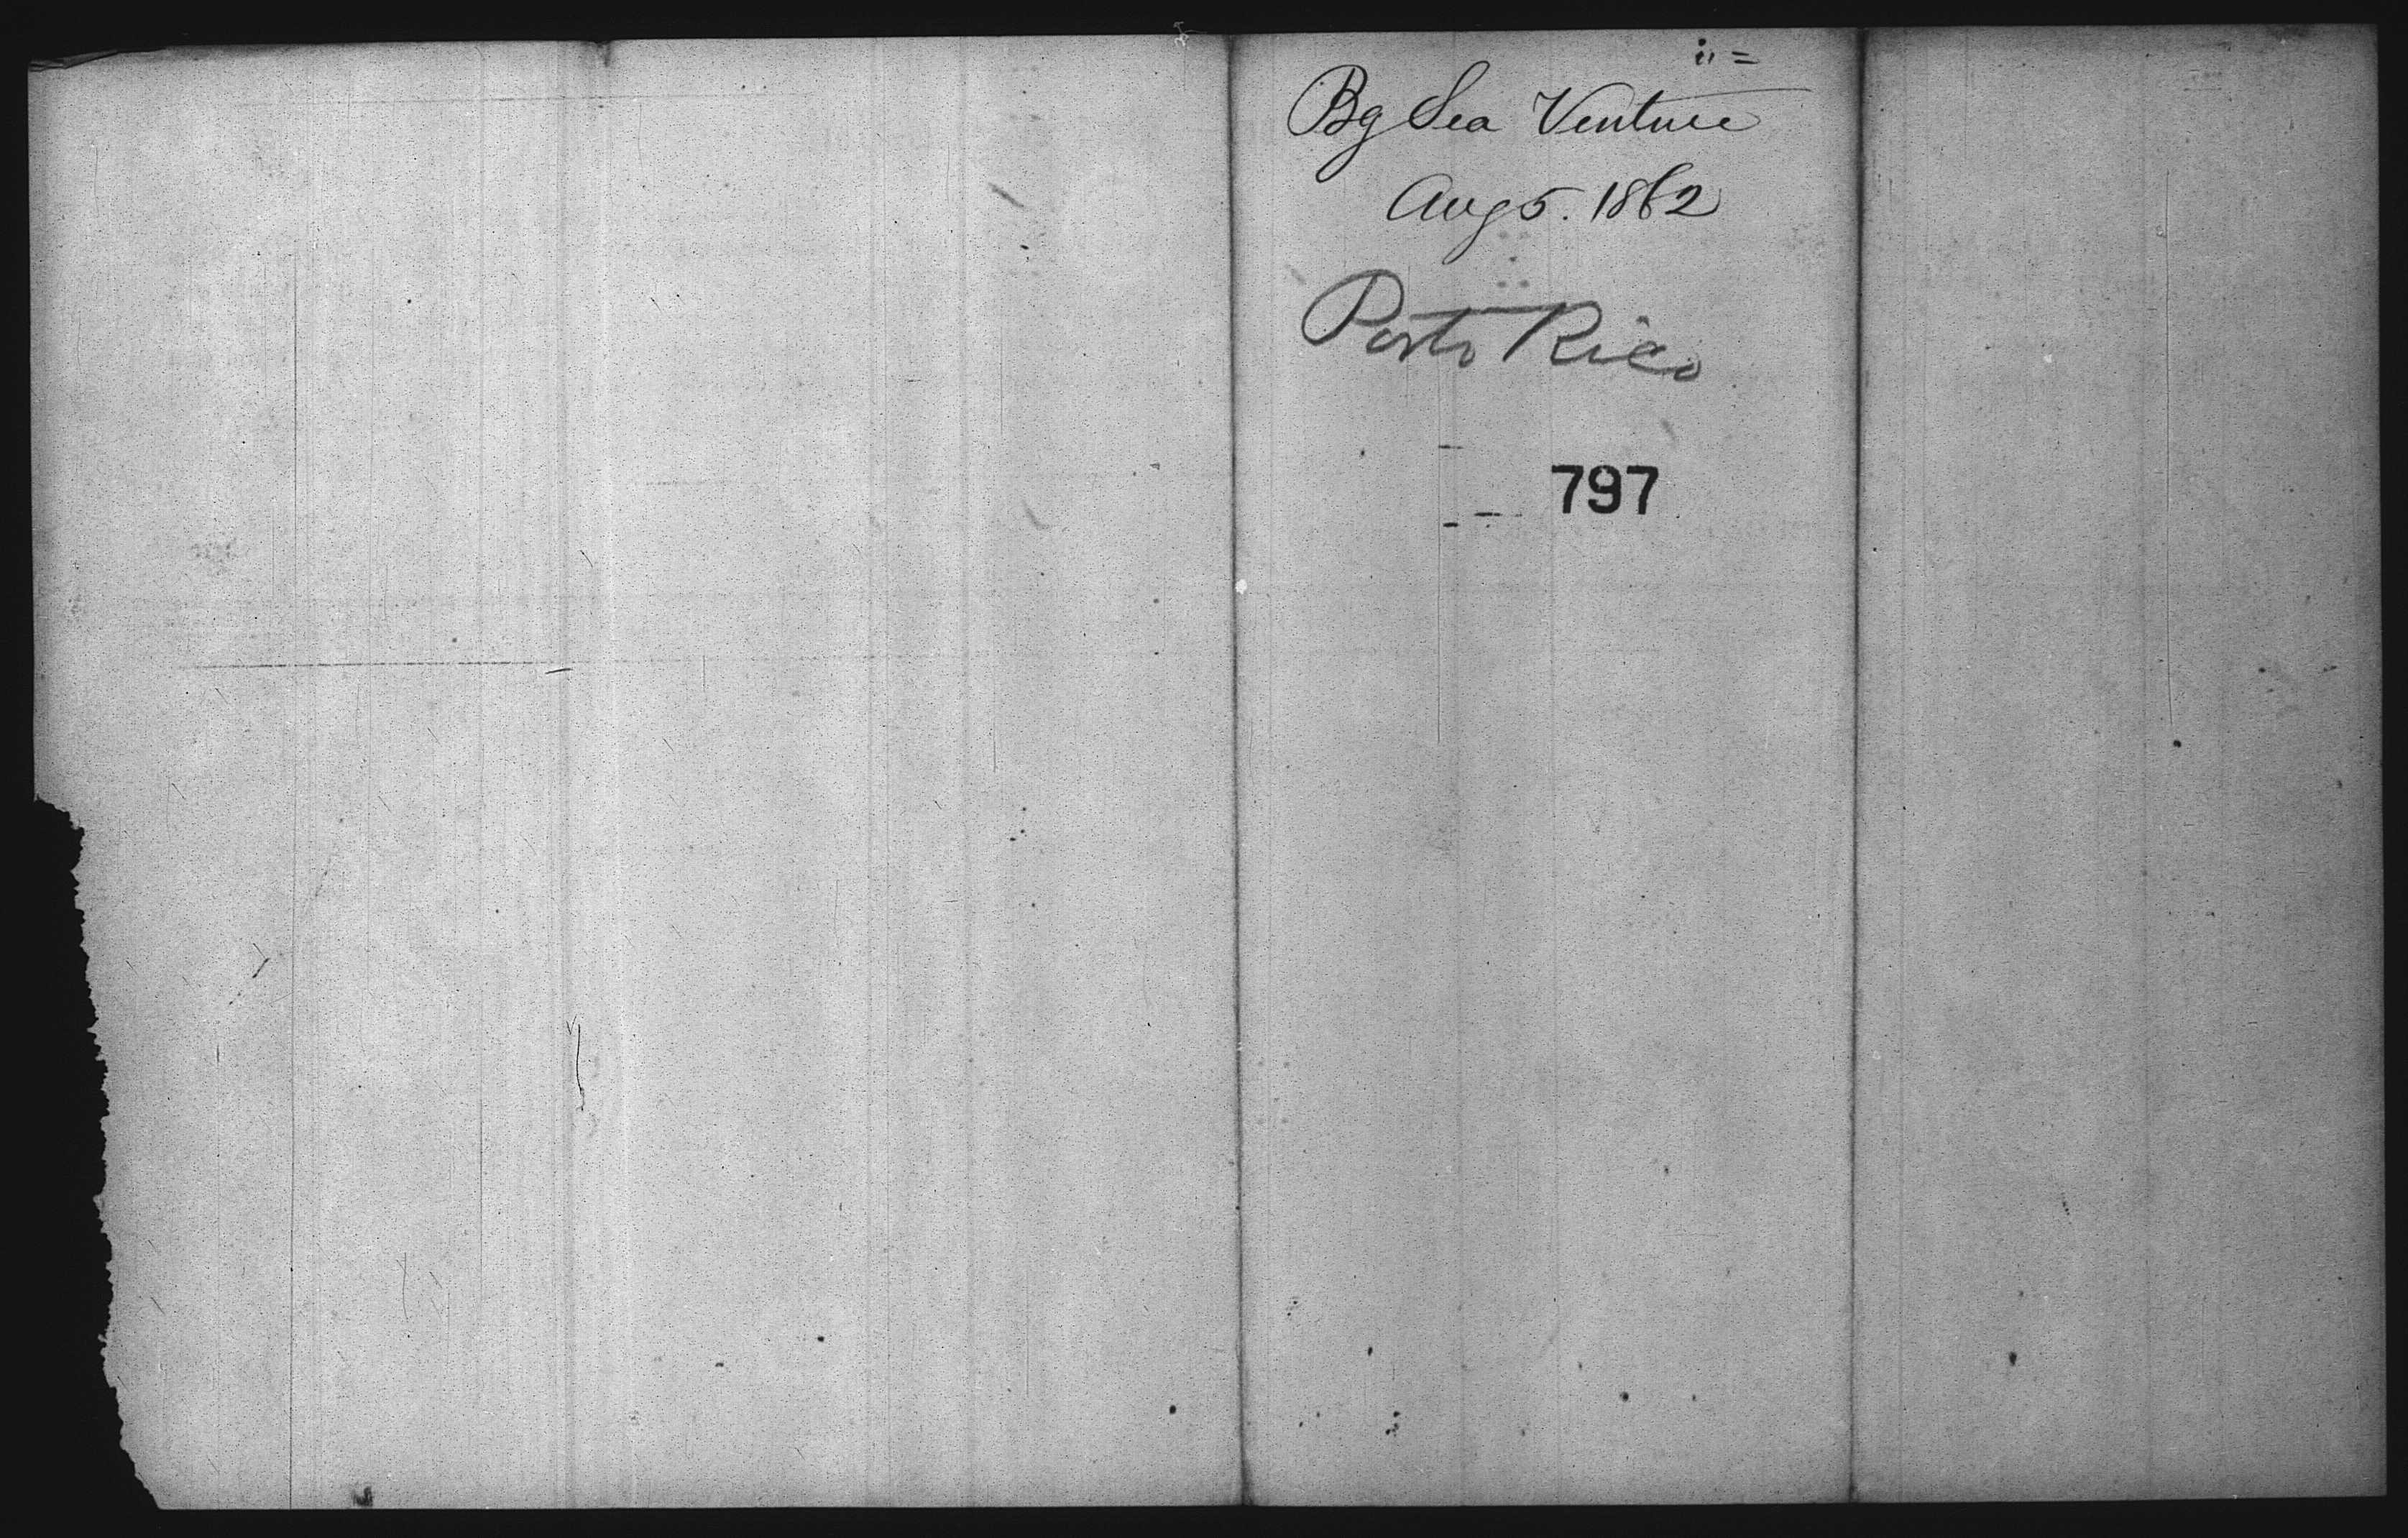 Bg Sea Venture
Aug 5. 1862
Porto Rico
797